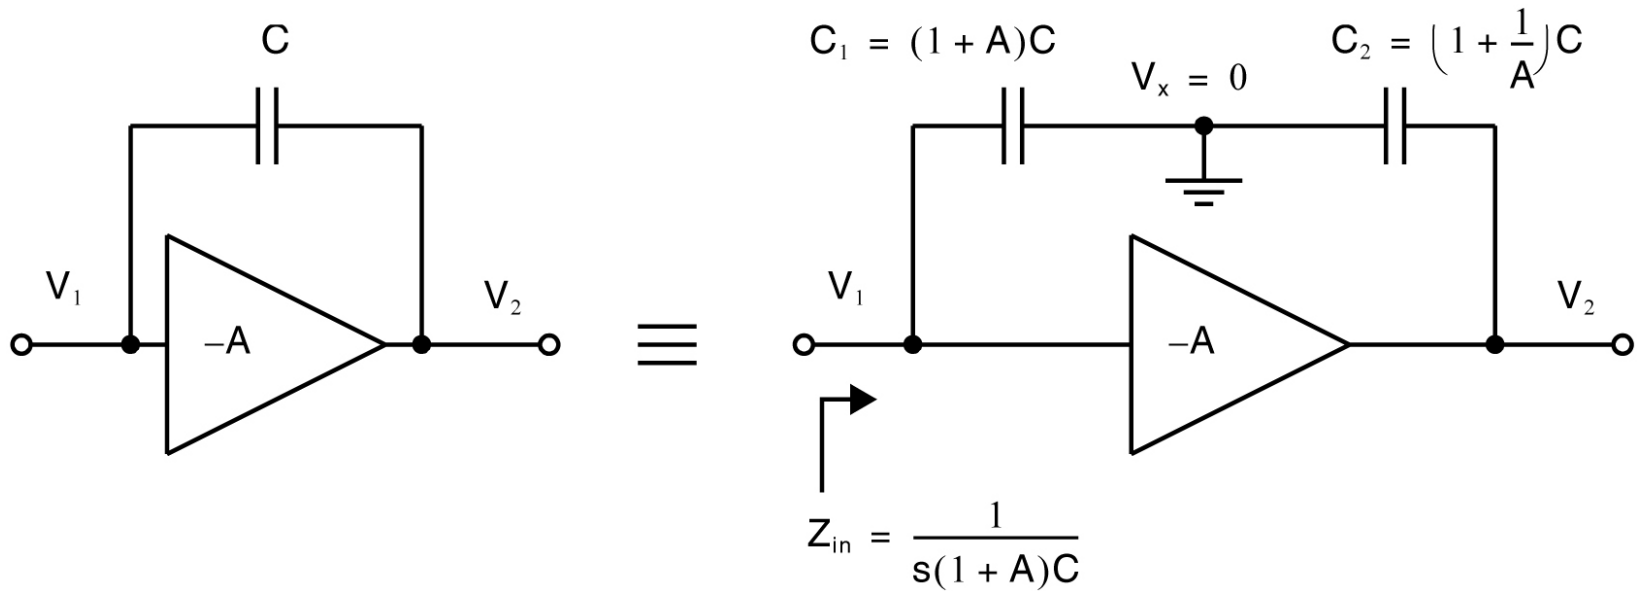 C
V₁
−A
V₂
≡
C₁ = (1 + A)C
Vₓ = 0
C₂ = (1 + 1/A)C
V₁
−A
V₂
Z_in = 1/(s(1 + A)C)